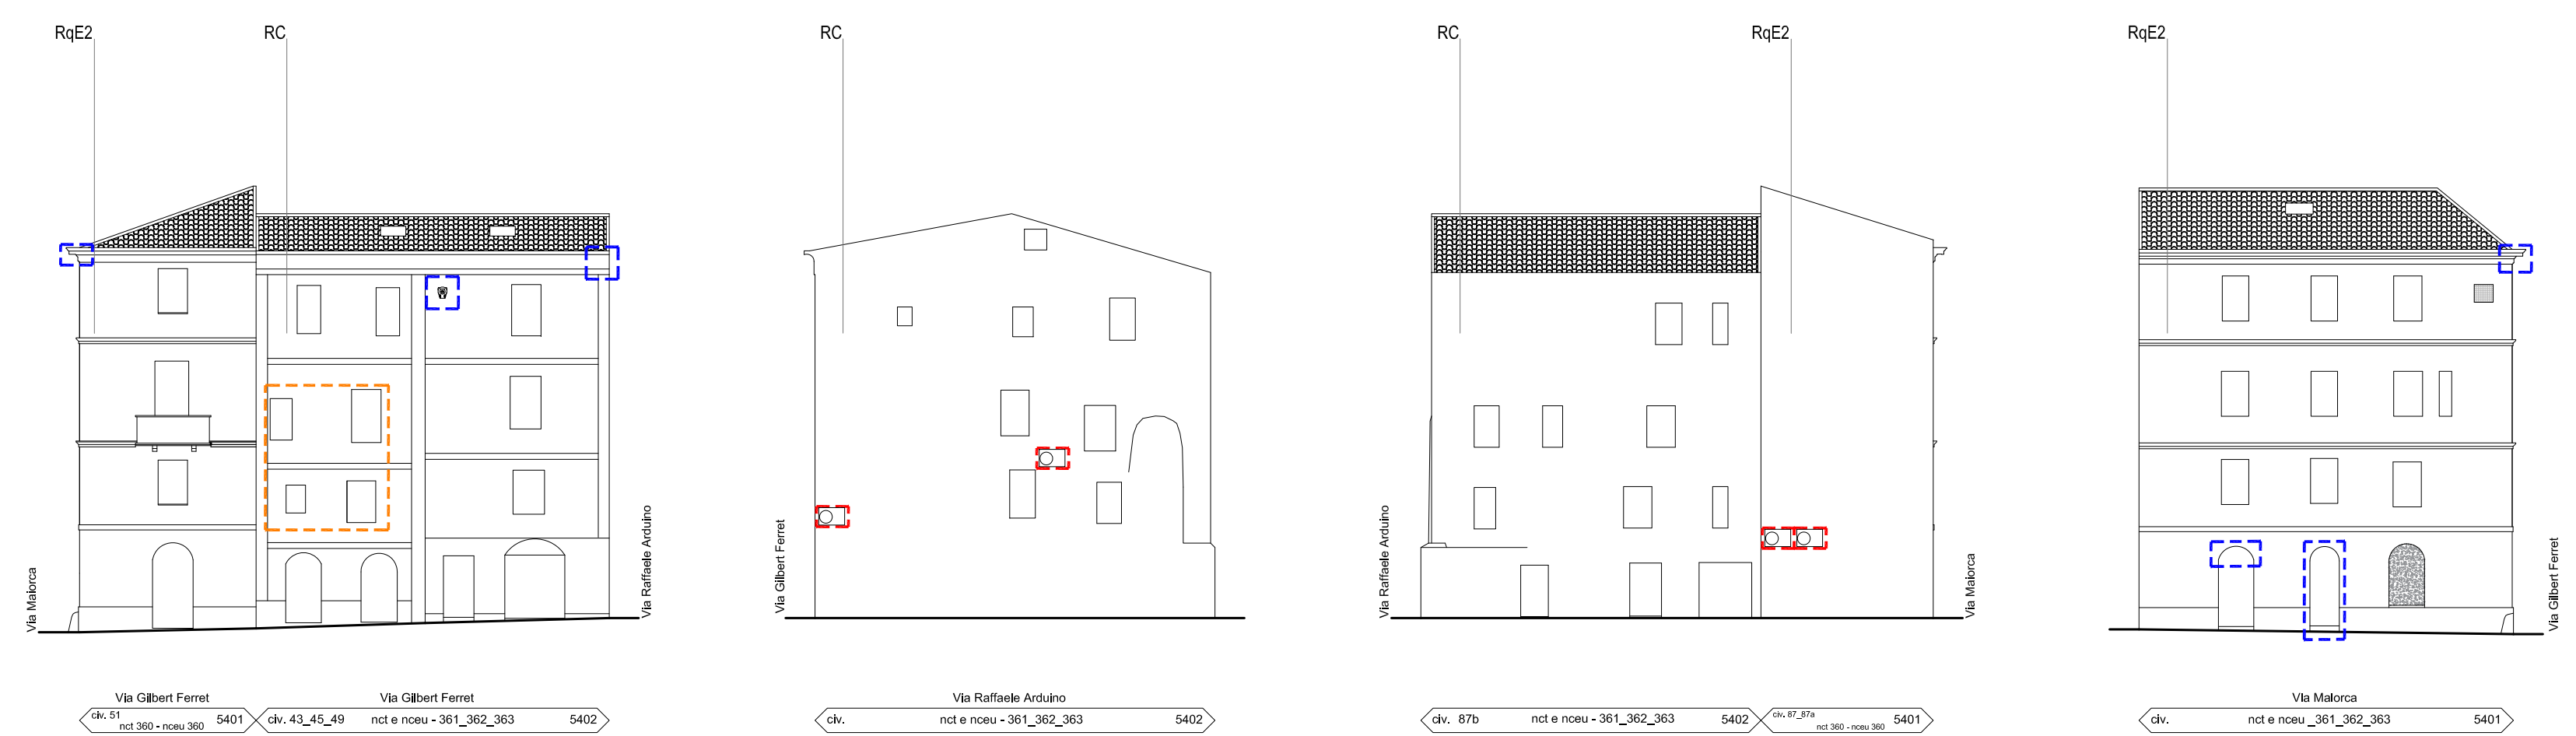 RqE2
RC
RC
RC
RqE2
RqE2
Via Maiorca
Via Raffaele Arduino
Via Gilbert Ferret
Via Raffaele Arduino
Via Maiorca
Via Gilbert Ferret
Via Gilbert Ferret
Via Gilbert Ferret
Via Raffaele Arduino
VIa Maiorca
civ. 51
nct 360 - nceu 360
5401
civ. 43_45_49
nct e nceu - 361_362_363
5402
civ.
nct e nceu - 361_362_363
5402
civ. 87b
nct e nceu - 361_362_363
5402
civ. 87_87a
nct 360 - nceu 360
5401
civ.
nct e nceu _361_362_363
5401